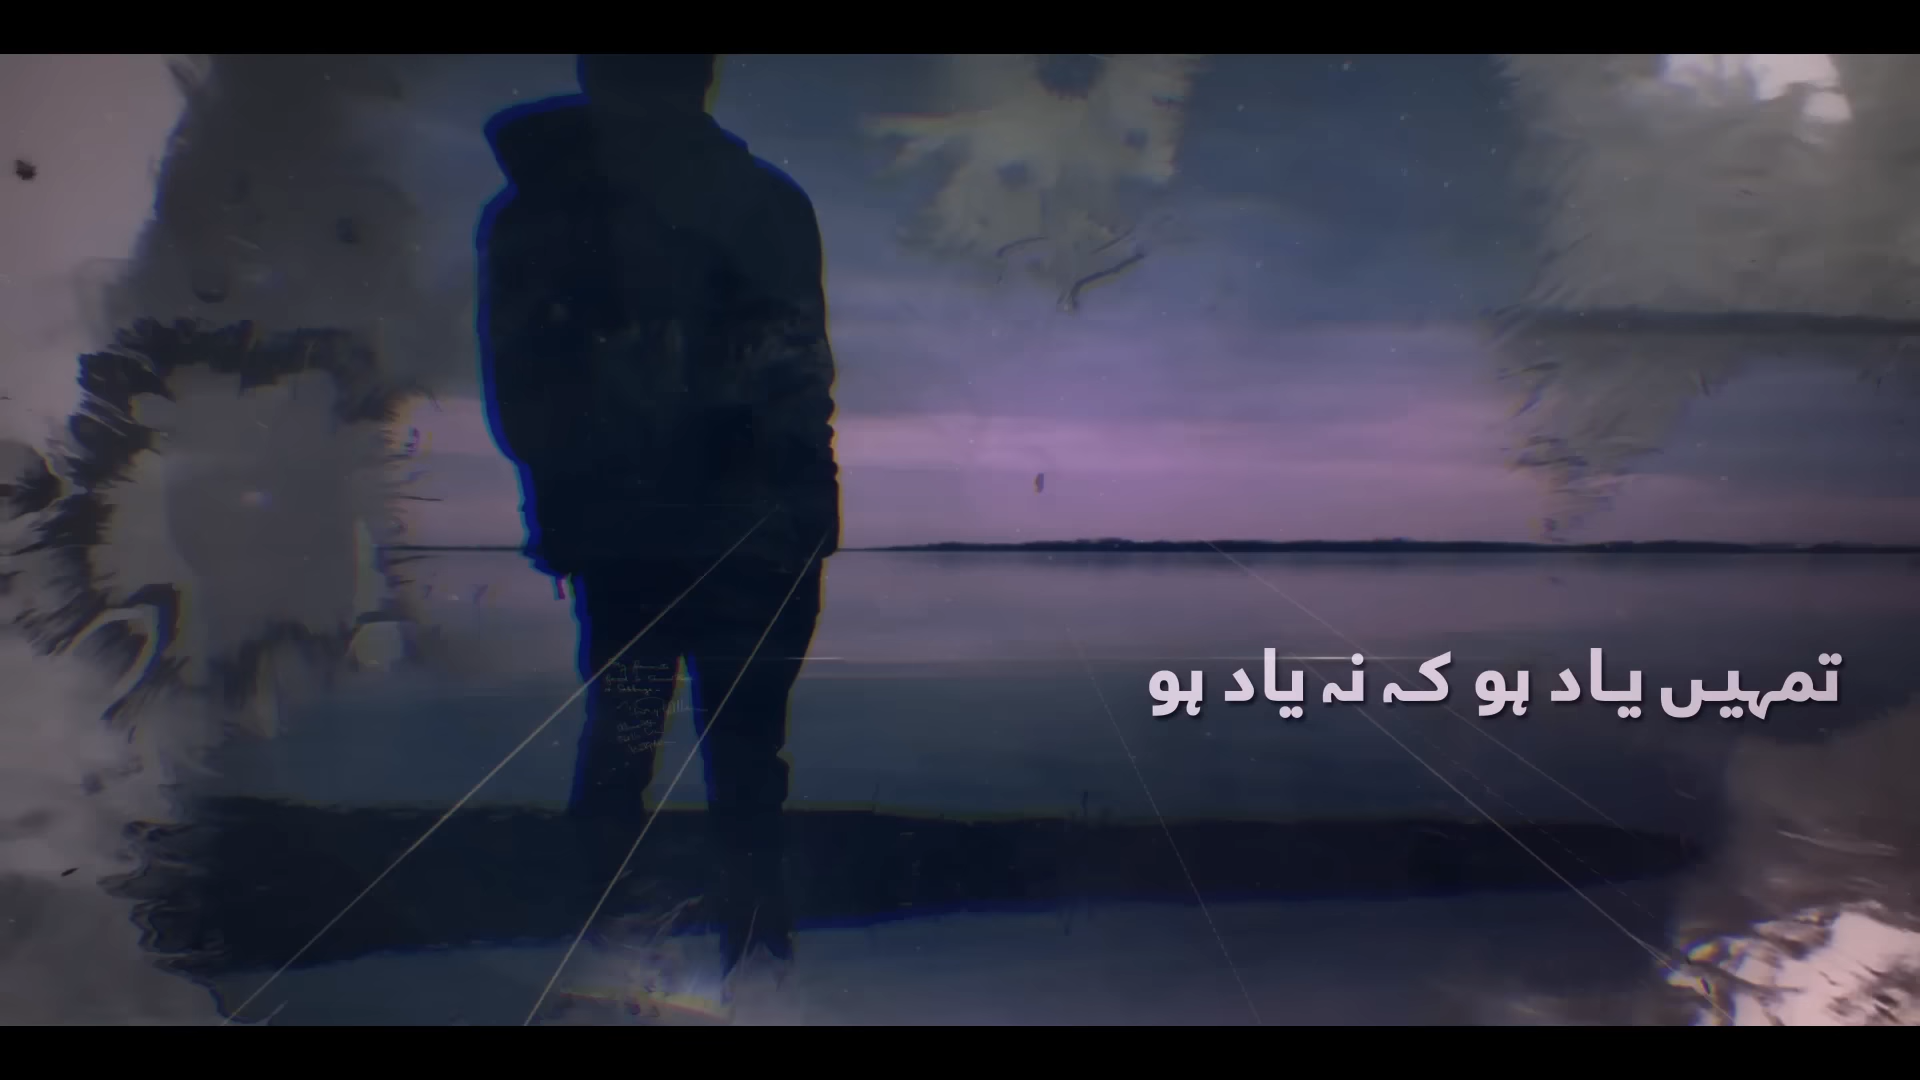 تمہیں یاد ہو کہ نہ یاد ہو